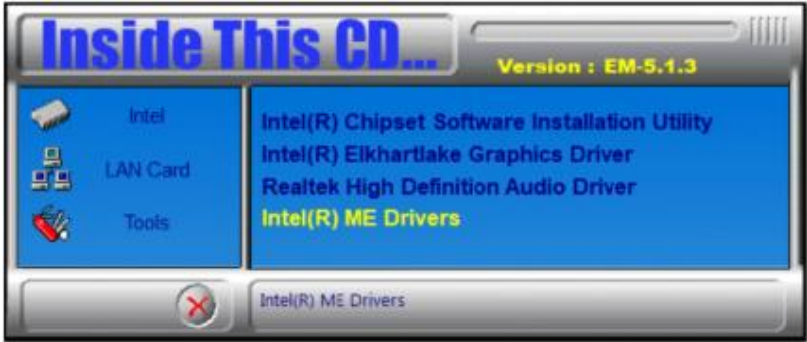 Inside This CD...
Version : EM-5.1.3
Intel
LAN Card
Tools
Intel(R) Chipset Software Installation Utility
Intel(R) Elkhartlake Graphics Driver
Realtek High Definition Audio Driver
Intel(R) ME Drivers
Intel(R) ME Drivers